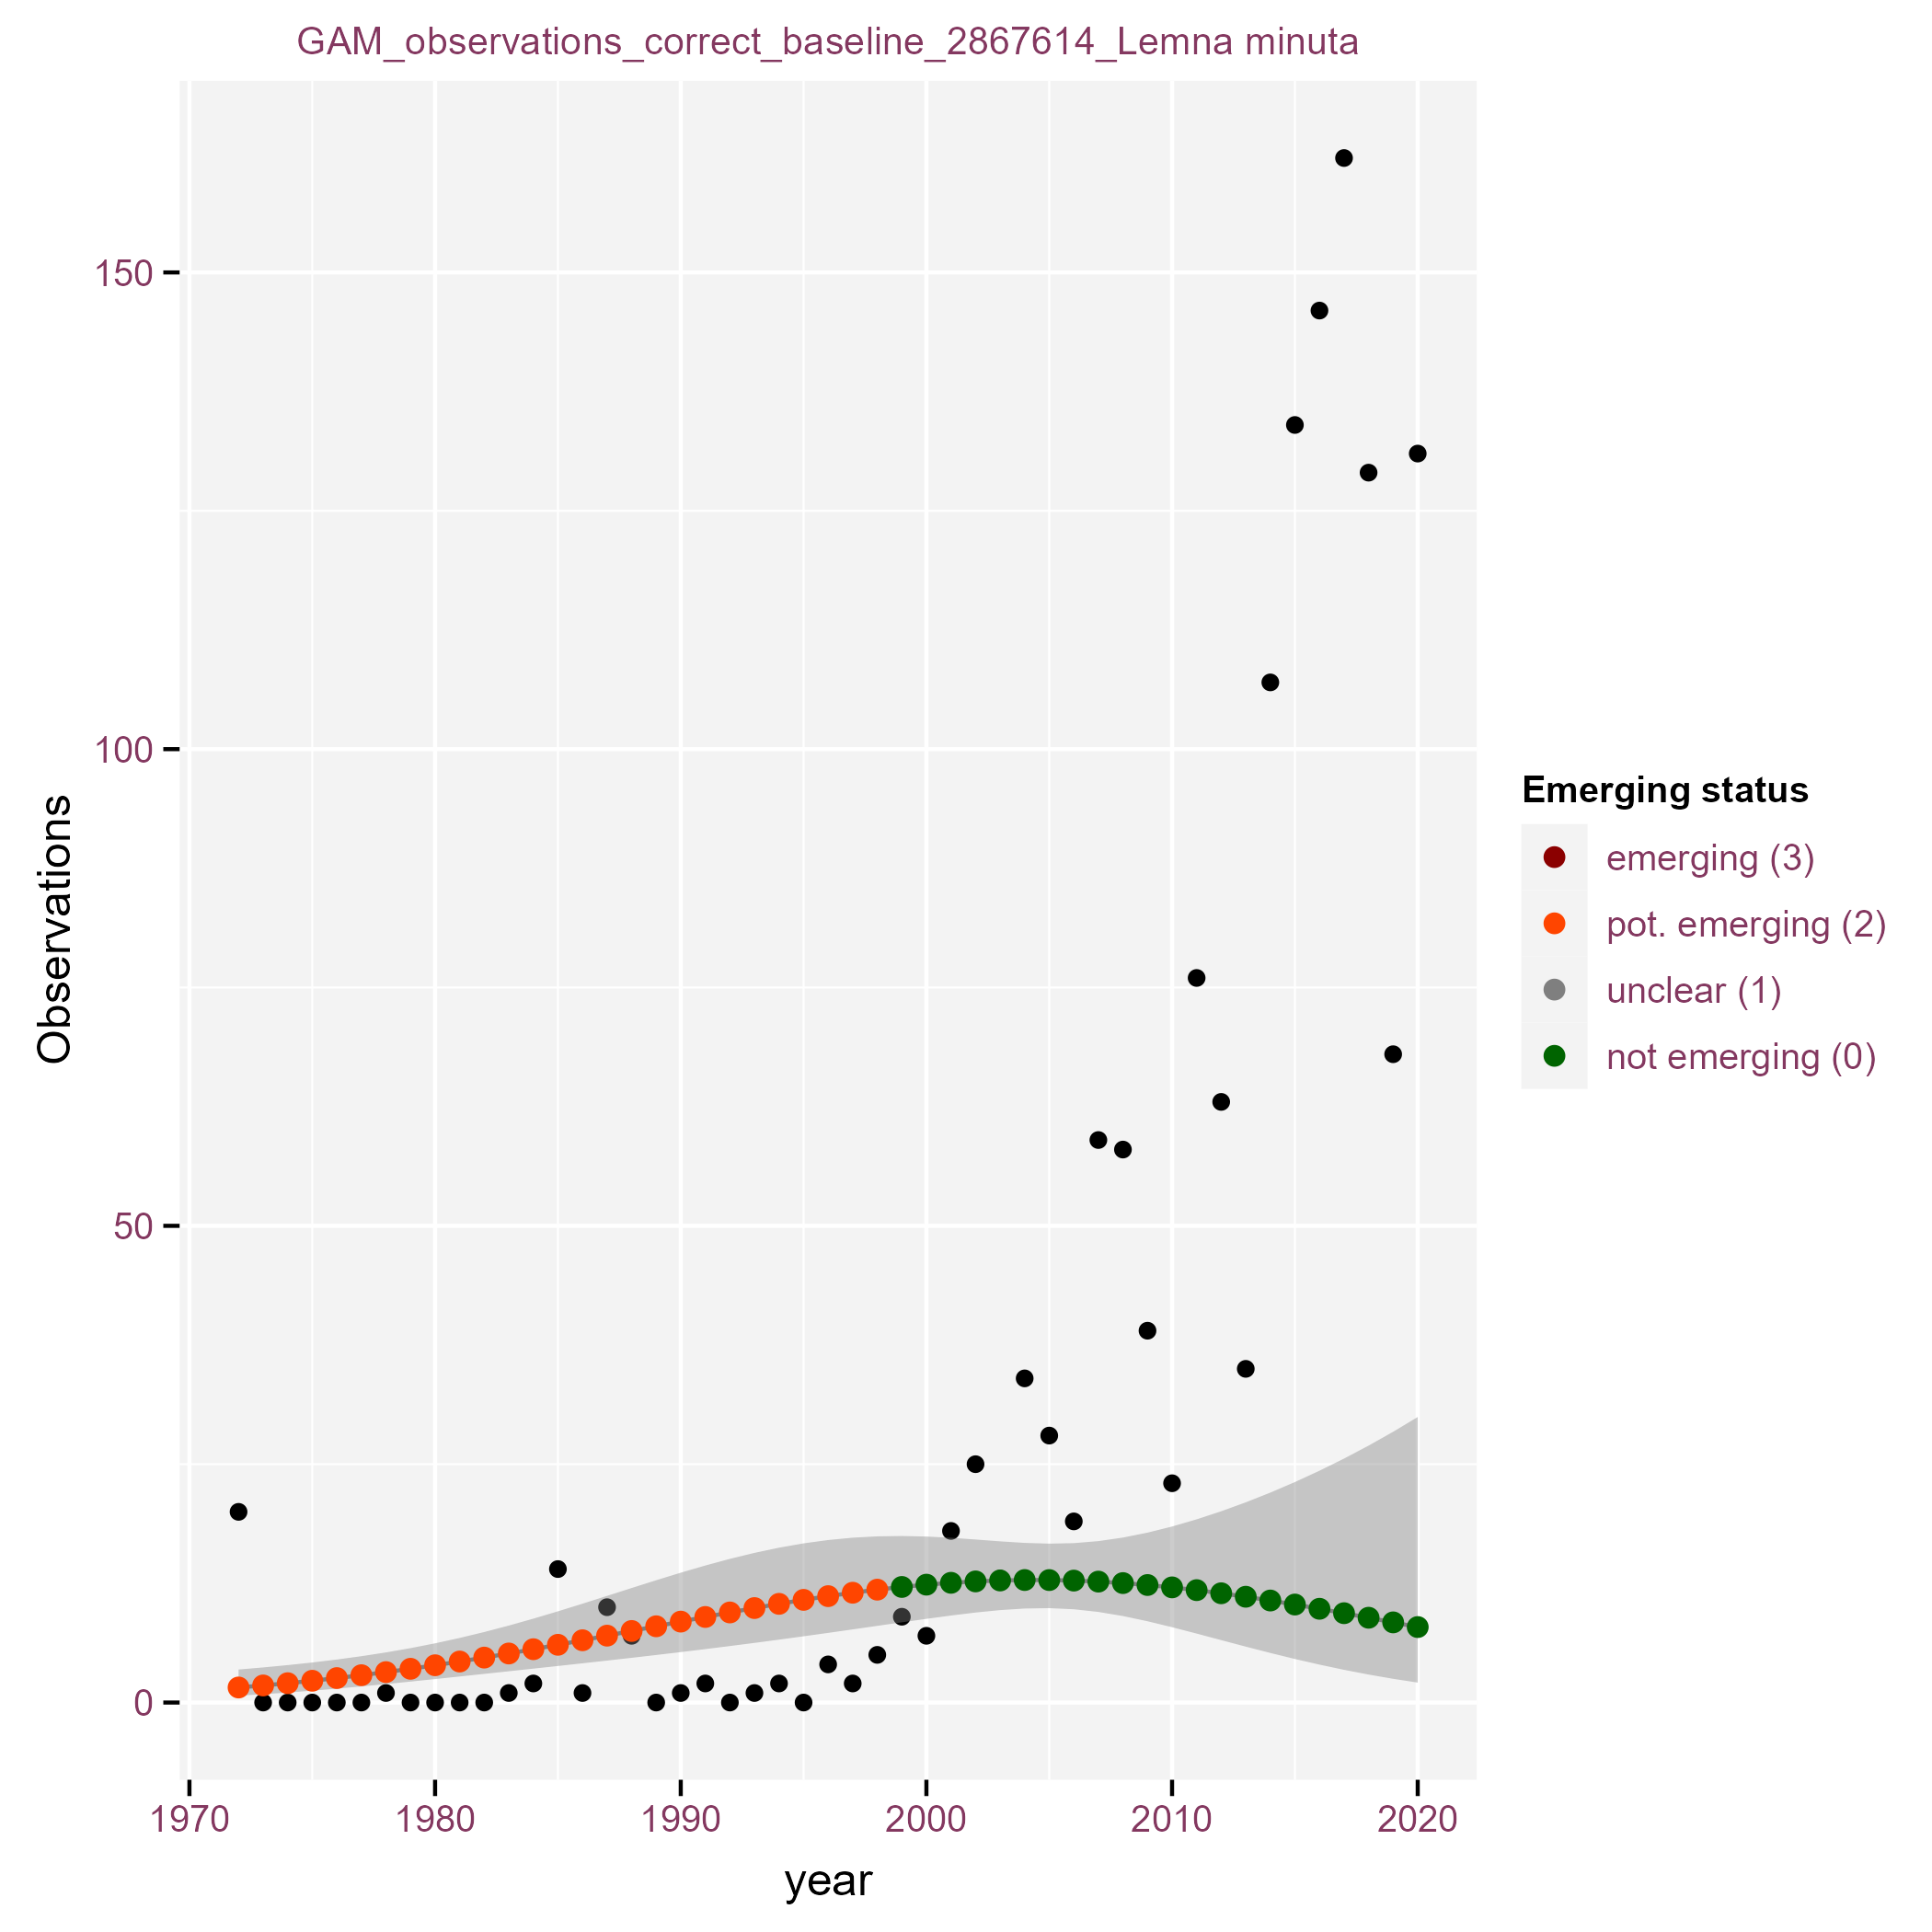 GAM_observations_correct_baseline_2867614_Lemna minuta
150
100
50
0
Observations
1970 1980 1990 2000 2010 2020
year
Emerging status
emerging (3)
pot. emerging (2)
unclear (1)
not emerging (0)